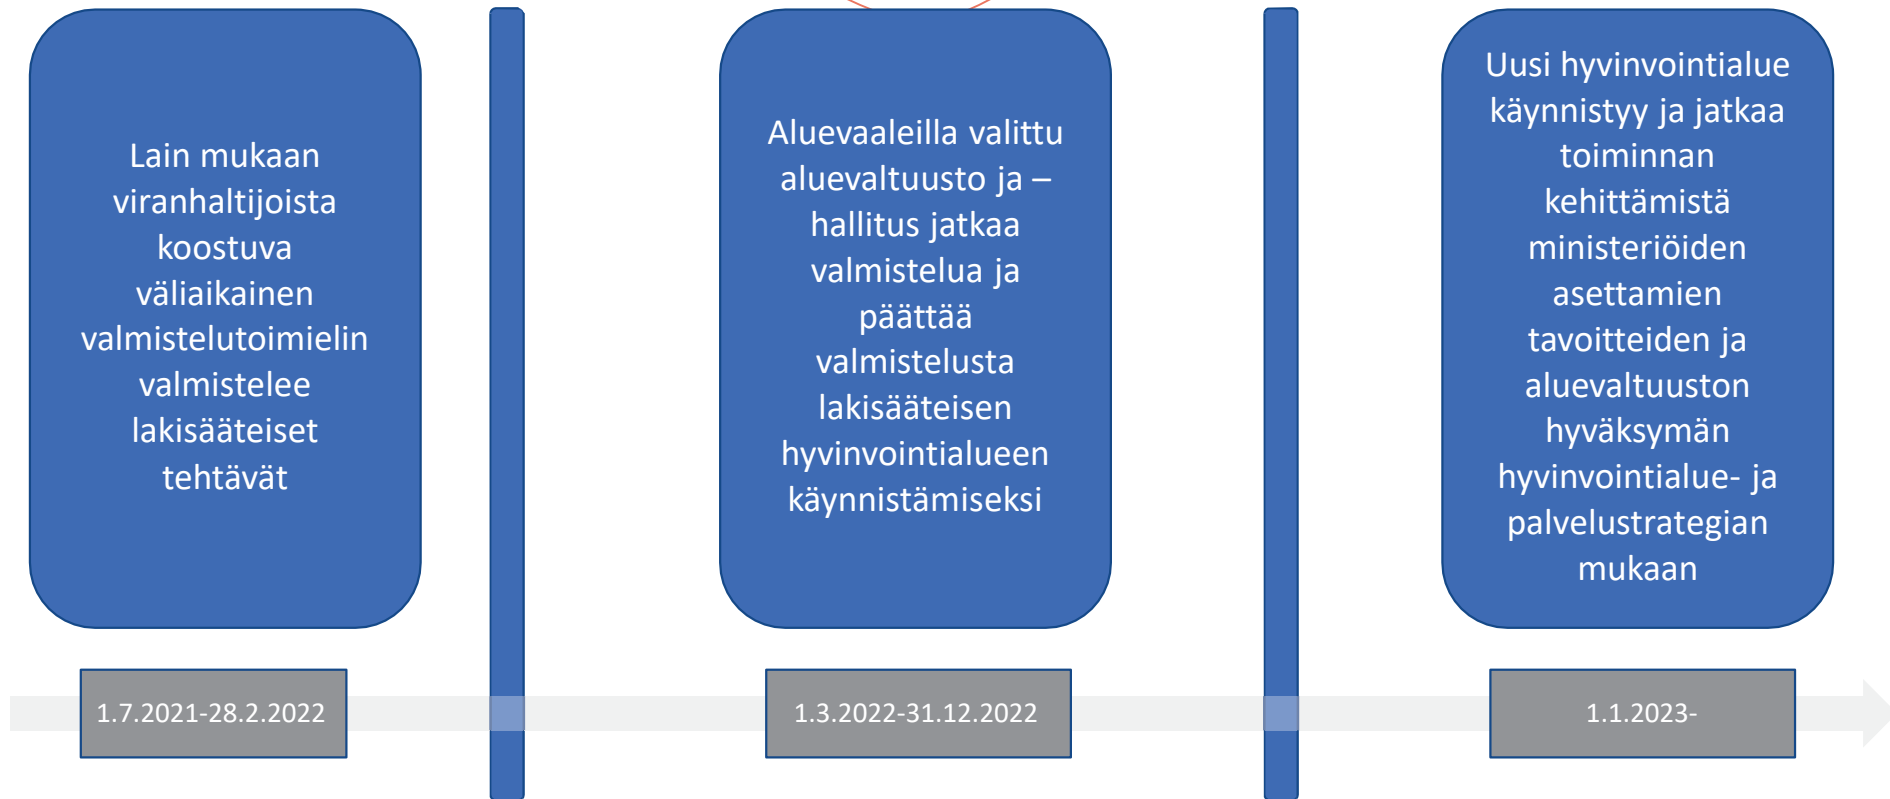 Lain mukaan
viranhaltijoista
koostuva
väliaikainen
valmistelutoimielin
valmistelee
lakisääteiset
tehtävät
1.7.2021-28.2.2022
Aluevaaleilla valittu
aluevaltuusto ja –
hallitus jatkaa
valmistelua ja
päättää
valmistelusta
lakisääteisen
hyvinvointialueen
käynnistämiseksi
1.3.2022-31.12.2022
Uusi hyvinvointialue
käynnistyy ja jatkaa
toiminnan
kehittämistä
ministeriöiden
asettamien
tavoitteiden ja
aluevaltuuston
hyväksymän
hyvinvointialue- ja
palvelustrategian
mukaan
1.1.2023-